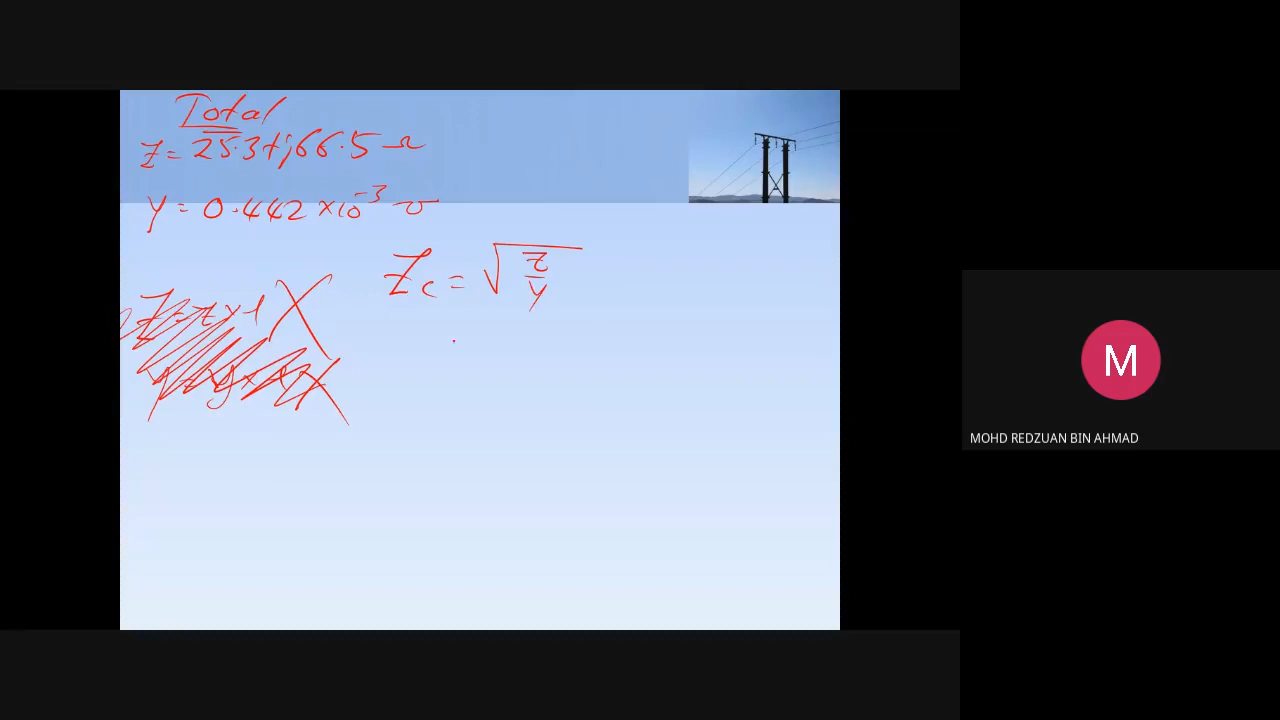 Total
Z = 25.3+j66.5 Ω
Y = 0.442 ×10⁻³ ℧
Zc = √(Z/Y)
M
MOHD REDZUAN BIN AHMAD